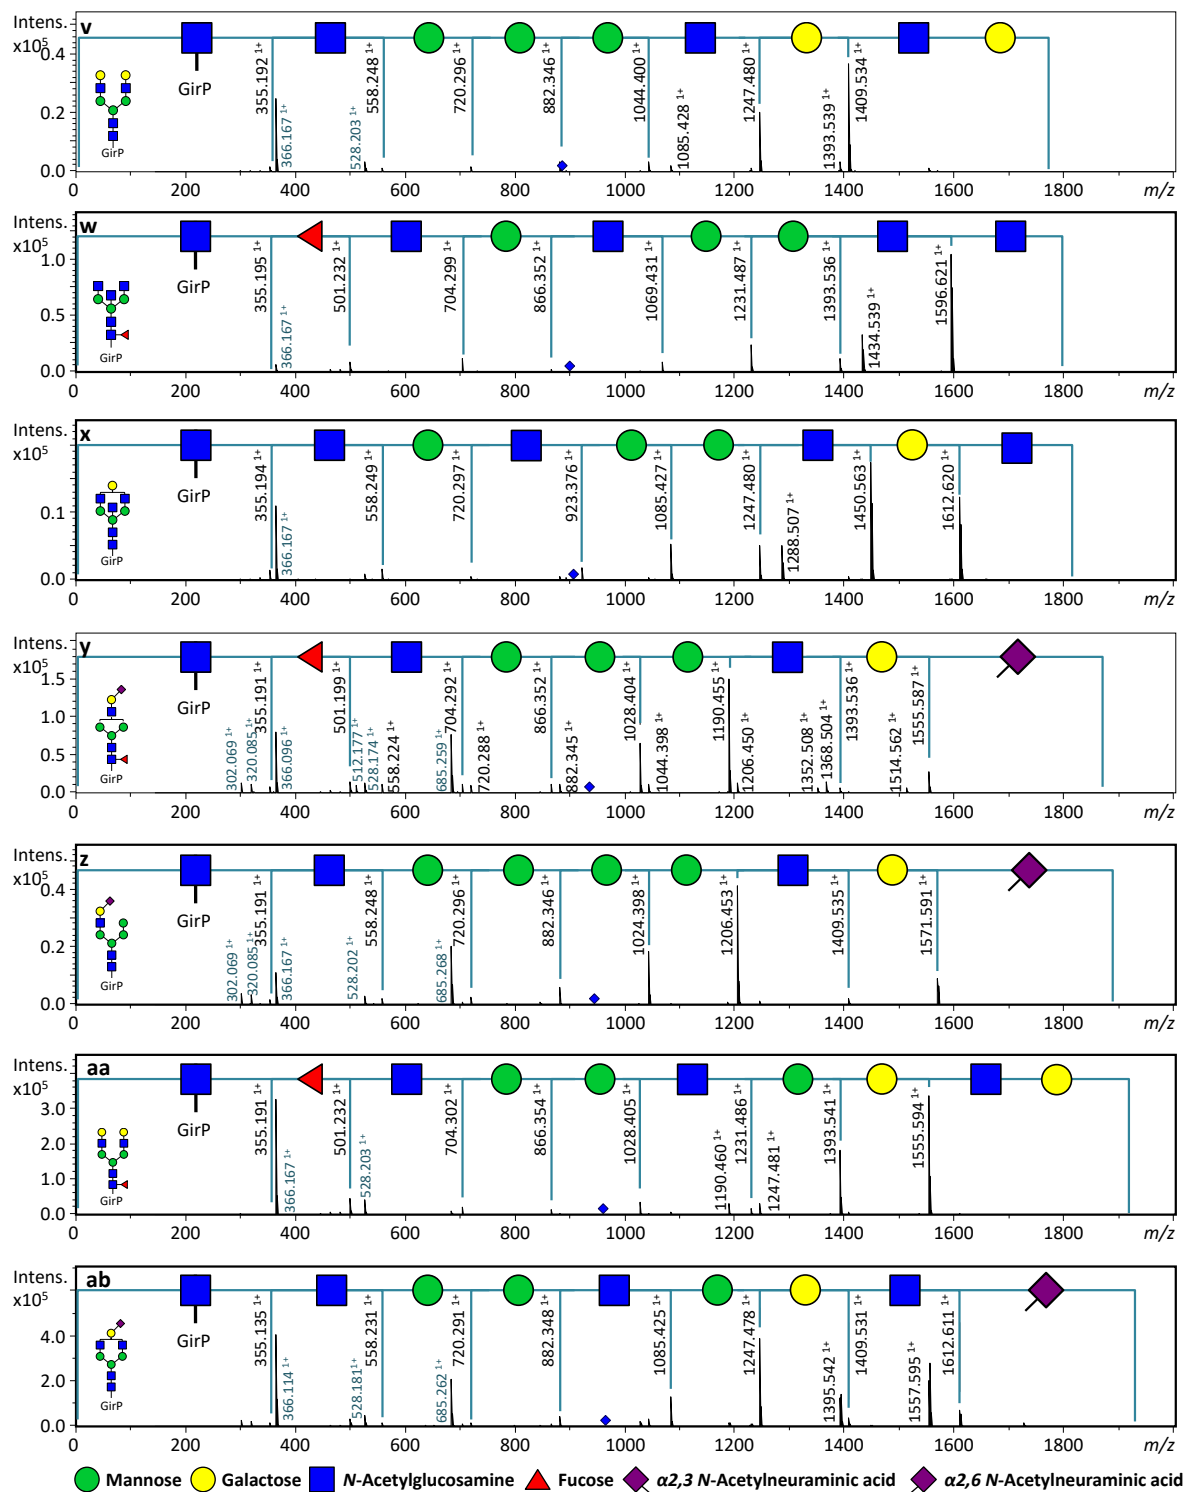 Intens.
x10⁵
v
0.4
0.2
0.0
GirP
GirP
355.192 1+
366.167 1+
528.203 1+
558.248 1+
720.296 1+
882.346 1+
1044.400 1+
1085.428 1+
1247.480 1+
1393.539 1+
1409.534 1+
0 200 400 600 800 1000 1200 1400 1600 1800 m/z
Intens.
x10⁵
w
1.0
0.5
0.0
GirP
GirP
355.195 1+
366.167 1+
501.232 1+
704.299 1+
866.352 1+
1069.431 1+
1231.487 1+
1393.536 1+
1434.539 1+
1596.621 1+
0 200 400 600 800 1000 1200 1400 1600 1800 m/z
Intens.
x10⁵
x
0.1
0.0
GirP
GirP
355.194 1+
366.167 1+
558.249 1+
720.297 1+
923.376 1+
1085.427 1+
1247.480 1+
1288.507 1+
1450.563 1+
1612.620 1+
0 200 400 600 800 1000 1200 1400 1600 1800 m/z
Intens.
x10⁵
y
1.5
1.0
0.5
0.0
GirP
GirP
302.069 1+
320.085 1+
355.191 1+
366.096 1+
501.199 1+
512.177 1+
528.174 1+
558.224 1+
685.259 1+
704.292 1+
720.288 1+
866.352 1+
882.345 1+
1028.404 1+
1044.398 1+
1190.455 1+
1206.450 1+
1352.508 1+
1368.504 1+
1393.536 1+
1514.562 1+
1555.587 1+
0 200 400 600 800 1000 1200 1400 1600 1800 m/z
Intens.
x10⁵
z
0.4
0.2
0.0
GirP
GirP
302.069 1+
320.085 1+
355.191 1+
366.167 1+
528.202 1+
558.248 1+
685.268 1+
720.296 1+
882.346 1+
1024.398 1+
1206.453 1+
1409.535 1+
1571.591 1+
0 200 400 600 800 1000 1200 1400 1600 1800 m/z
Intens.
x10⁵
aa
3.0
2.0
1.0
0.0
GirP
GirP
355.191 1+
366.167 1+
501.232 1+
528.203 1+
704.302 1+
866.354 1+
1028.405 1+
1190.460 1+
1231.486 1+
1247.481 1+
1393.541 1+
1555.594 1+
0 200 400 600 800 1000 1200 1400 1600 1800 m/z
Intens.
x10⁵
ab
4.0
2.0
0.0
GirP
GirP
355.135 1+
366.114 1+
528.181 1+
558.231 1+
685.262 1+
720.291 1+
882.348 1+
1085.425 1+
1247.478 1+
1395.542 1+
1409.531 1+
1557.595 1+
1612.611 1+
0 200 400 600 800 1000 1200 1400 1600 1800 m/z
Mannose Galactose N-Acetylglucosamine Fucose α2,3 N-Acetylneuraminic acid α2,6 N-Acetylneuraminic acid